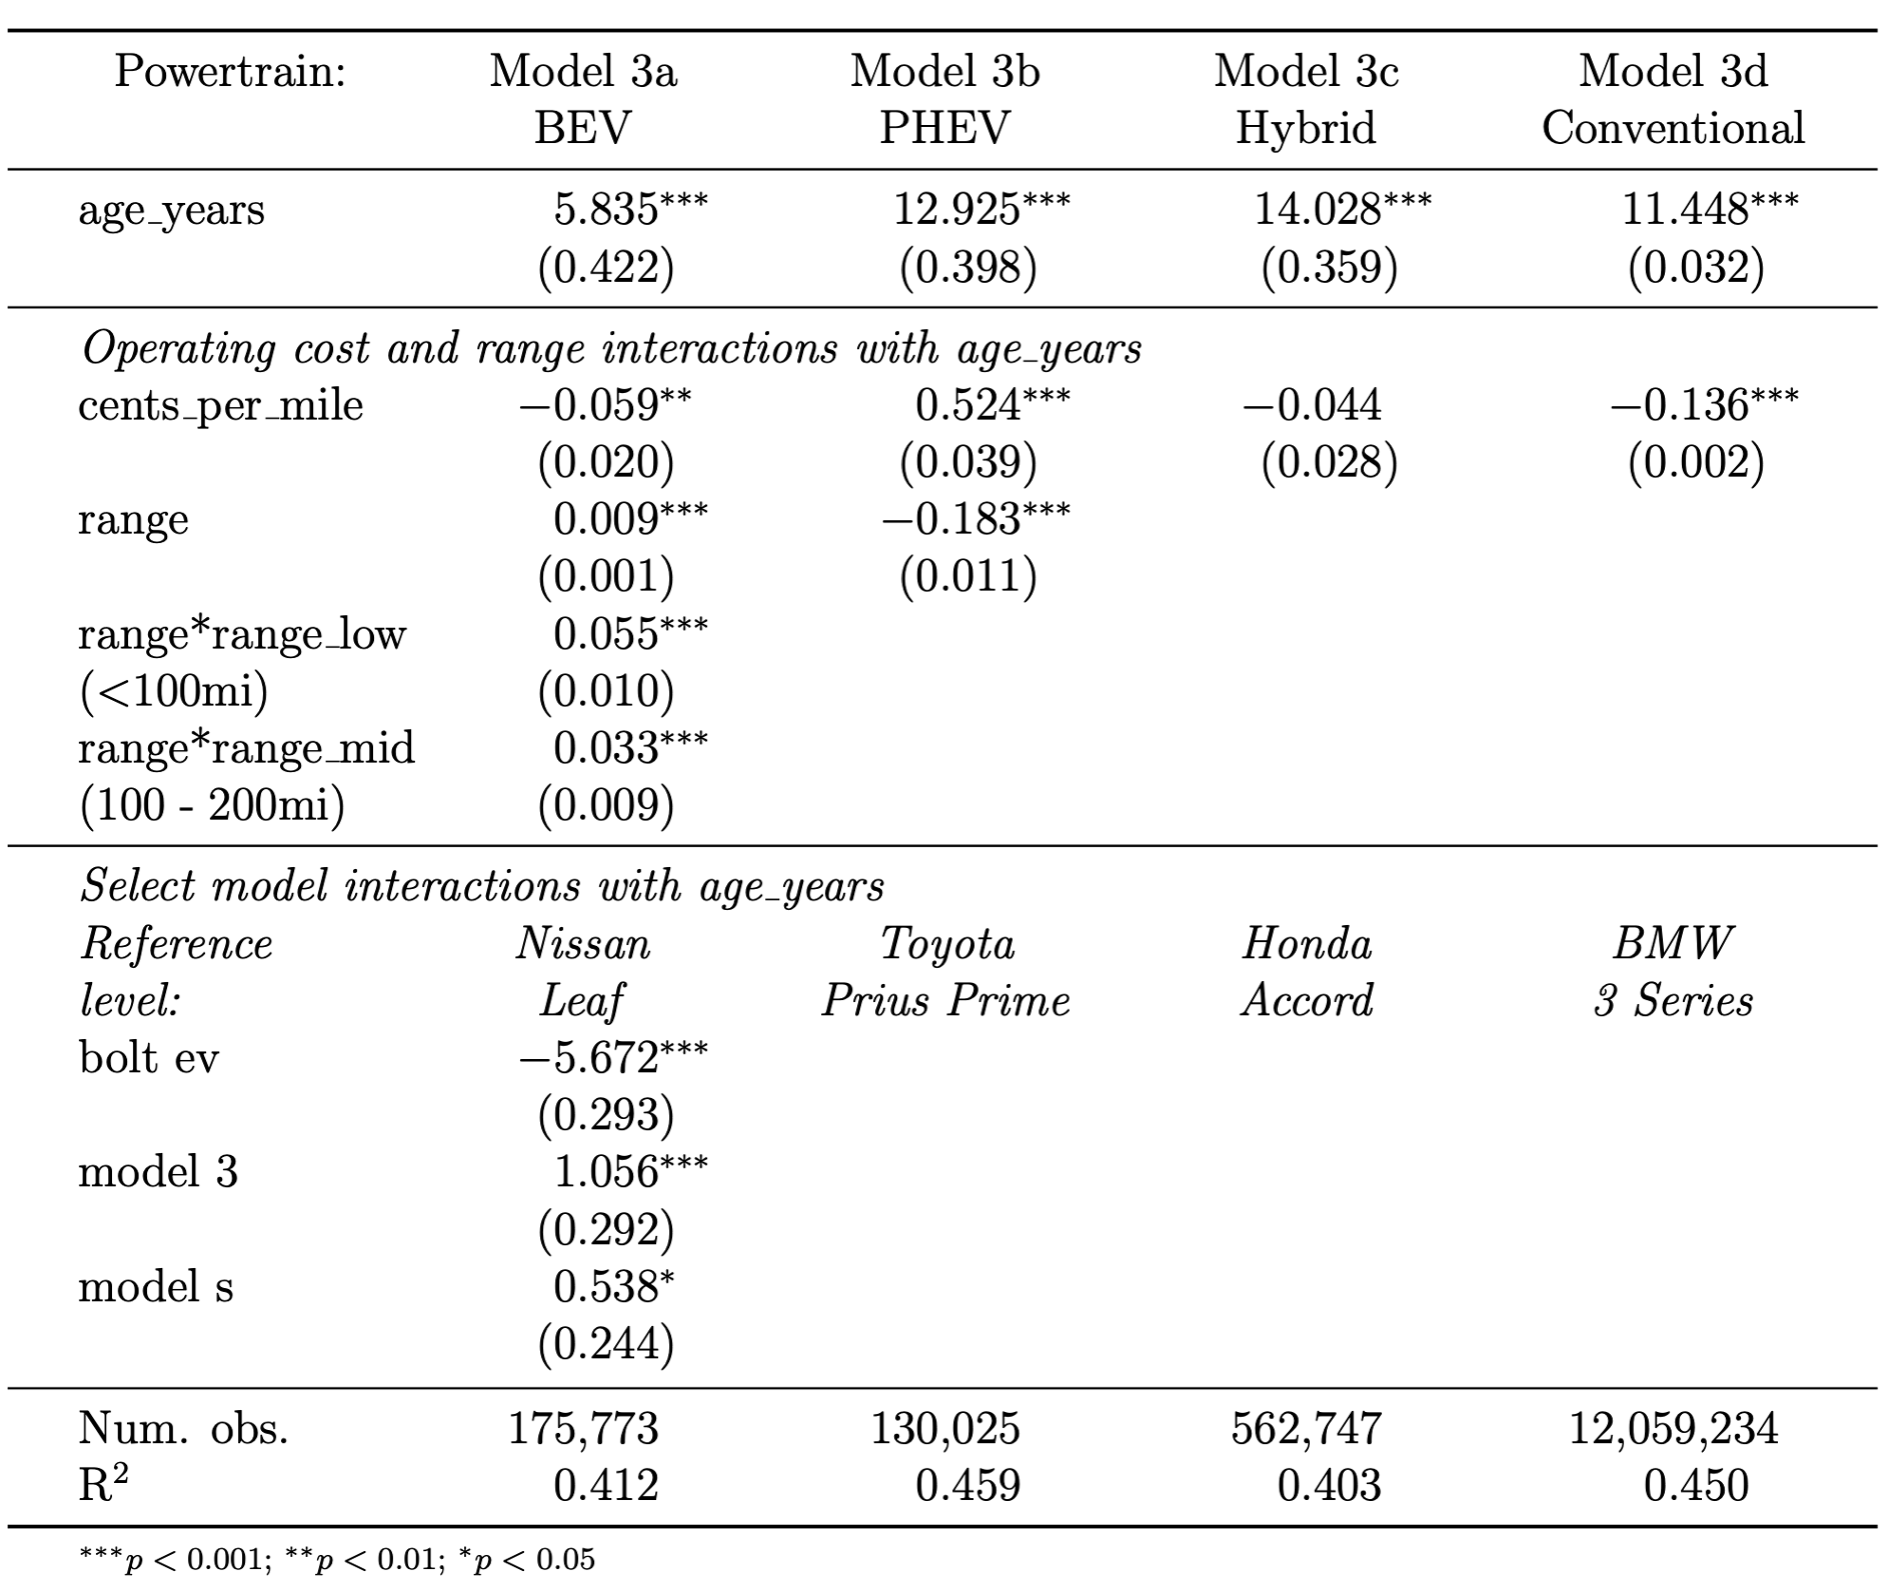 Powertrain: Model 3a Model 3b Model 3c Model 3d
BEV PHEV Hybrid Conventional
age_years 5.835*** 12.925*** 14.028*** 11.448***
(0.422) (0.398) (0.359) (0.032)
Operating cost and range interactions with age_years
cents_per_mile −0.059** 0.524*** −0.044 −0.136***
(0.020) (0.039) (0.028) (0.002)
range 0.009*** −0.183***
(0.001) (0.011)
range*range_low 0.055***
(<100mi) (0.010)
range*range_mid 0.033***
(100 - 200mi) (0.009)
Select model interactions with age_years
Reference Nissan Toyota Honda BMW
level: Leaf Prius Prime Accord 3 Series
bolt ev −5.672***
(0.293)
model 3 1.056***
(0.292)
model s 0.538*
(0.244)
Num. obs. 175,773 130,025 562,747 12,059,234
R² 0.412 0.459 0.403 0.450
***p < 0.001; **p < 0.01; *p < 0.05